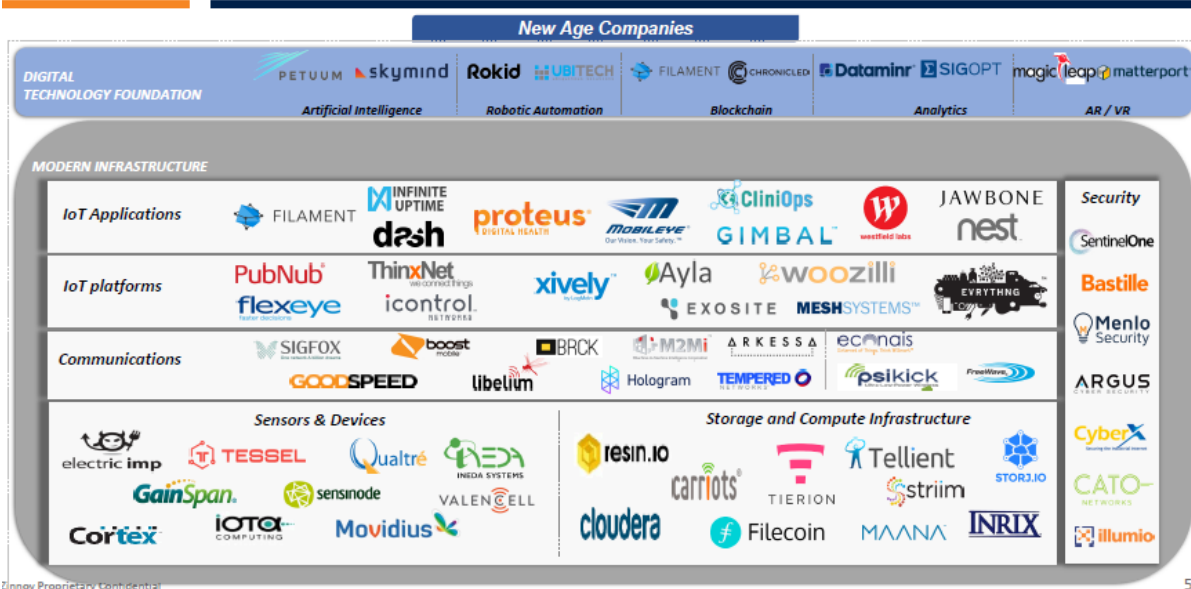 New Age Companies
DIGITAL
TECHNOLOGY FOUNDATION
PETUUM
skymind
Artificial Intelligence
Rokid
UBITECH
Robotic Automation
FILAMENT
CHRONICLED
Blockchain
Dataminr
SIGOPT
Analytics
magic leap
matterport
AR / VR
MODERN INFRASTRUCTURE
IoT Applications
FILAMENT
INFINITE
UPTIME
dash
proteus
DIGITAL HEALTH
MOBILEYE
Our Vision. Your Safety.™
CliniOps
GIMBAL
westfield labs
JAWBONE
nest
IoT platforms
PubNub
flexeye
faster decisions
ThinxNet
we connect things
icontrol
NETWORKS
xively
by LogMeIn
Ayla
EXOSITE
woozilli
MESHSYSTEMS™
EVRYTHNG
Communications
SIGFOX
GOODSPEED
boost
mobile
libelium
BRCK
Hologram
M2Mi
ARKESSA
TEMPERED
NETWORKS
econais
psikick
FreeWave
Sensors & Devices
electric imp
TESSEL
Qualtré
INEDA
INEDA SYSTEMS
GainSpan.
sensinode
VALENCELL
Cortex
iOTA
COMPUTING
Movidius
Storage and Compute Infrastructure
resin.io
carriots
TIERION
Tellient
striim
STORJ.IO
cloudera
Filecoin
MAANA
INRIX
Security
SentinelOne
Bastille
Menlo
Security
ARGUS
CYBER SECURITY
CyberX
CATO
NETWORKS
illumio
Zinnov Proprietary Confidential
5